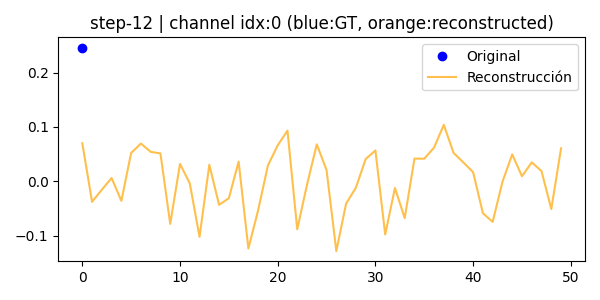 step-12 | channel idx:0 (blue:GT, orange:reconstructed)
Original
Reconstrucción
0.2
0.1
0.0
−0.1
0 10 20 30 40 50